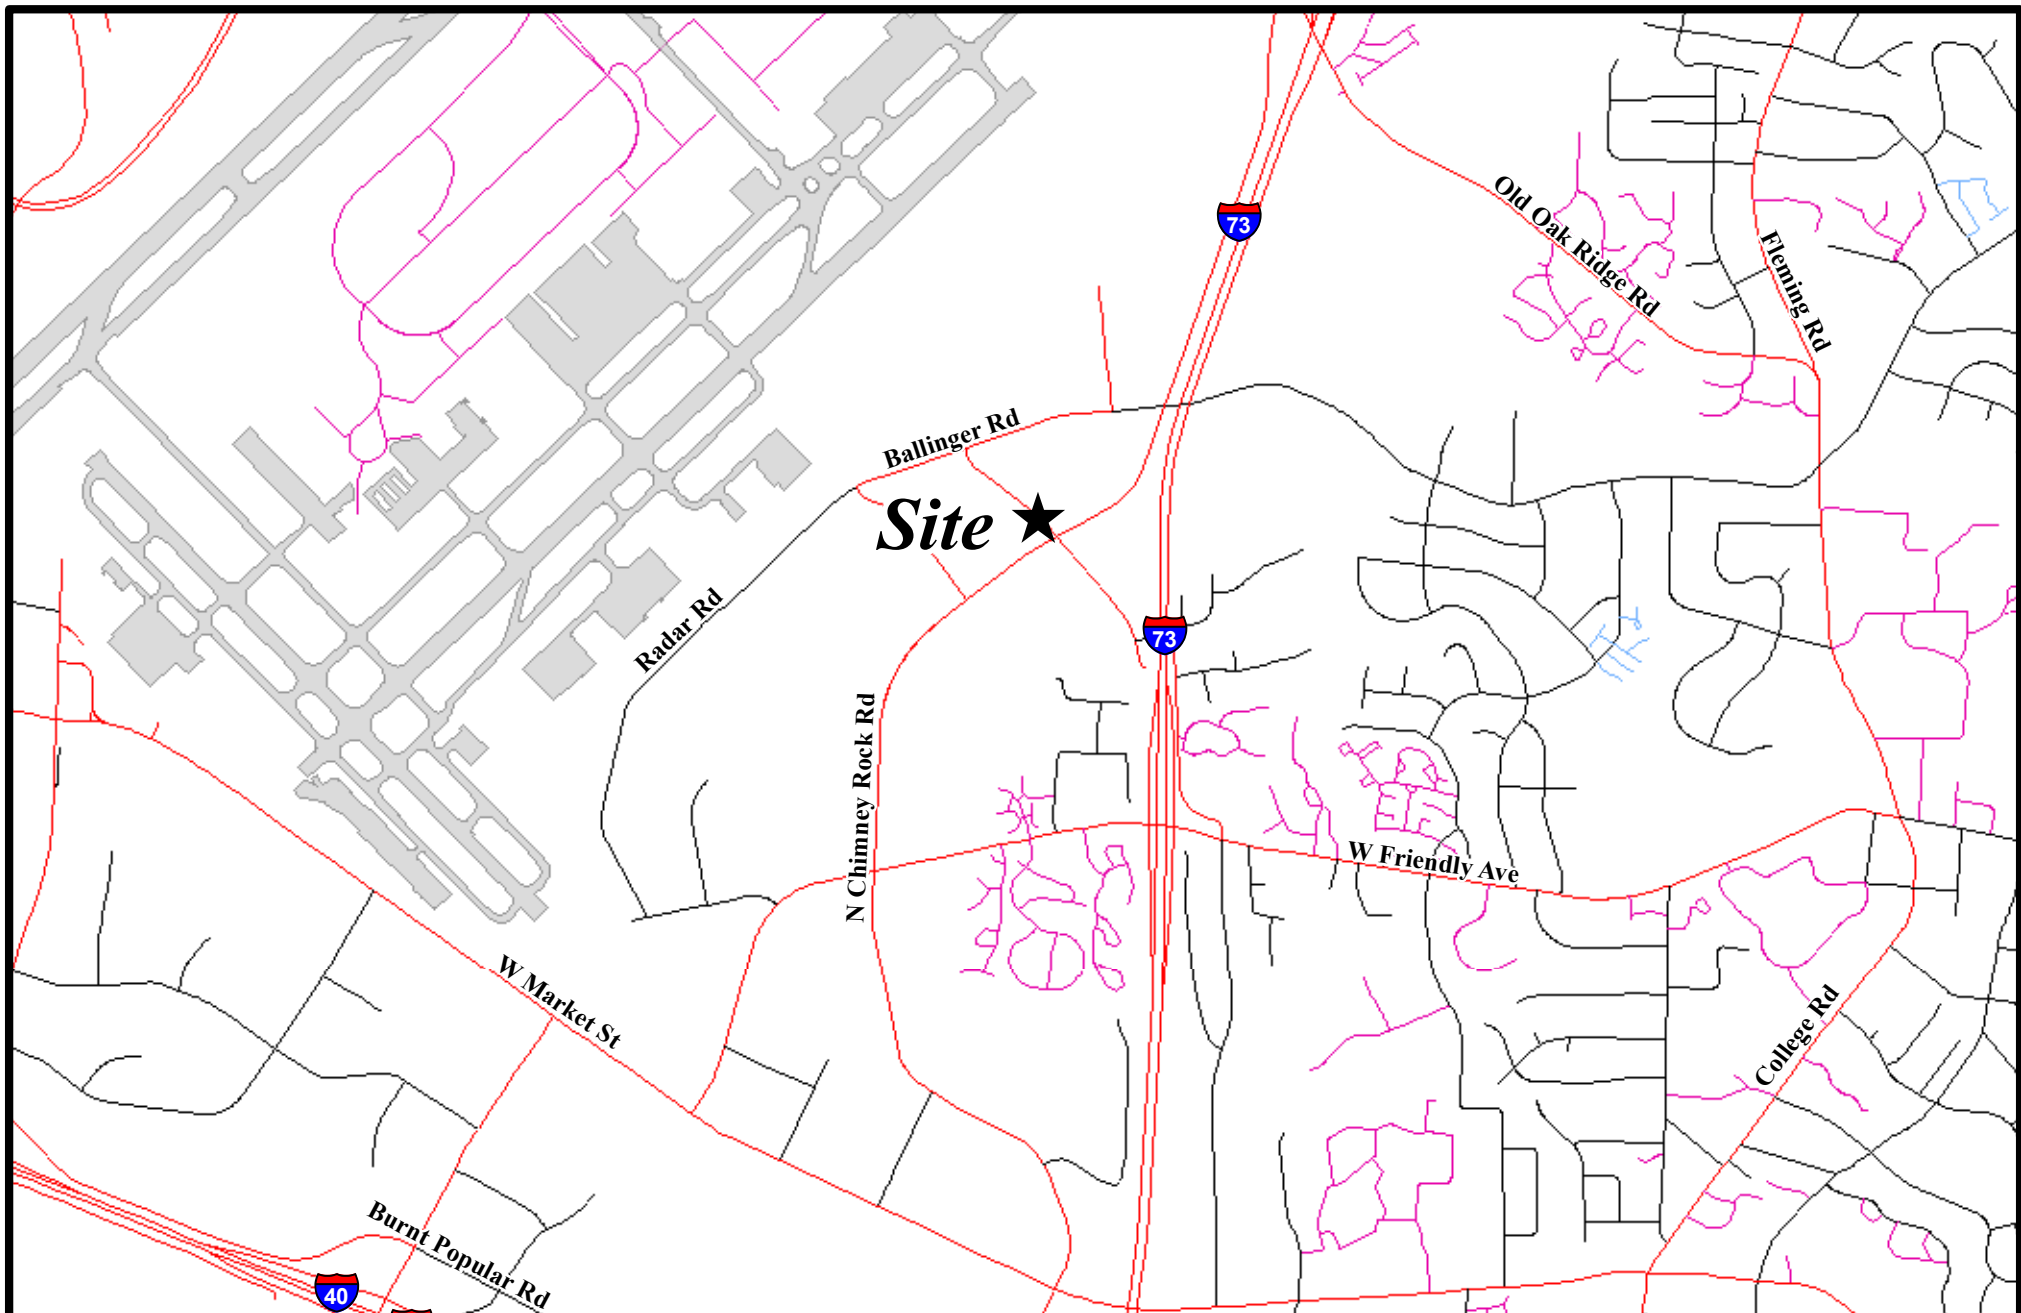 73
Old Oak Ridge Rd
Fleming Rd
Ballinger Rd
Site
Radar Rd
73
N Chimney Rock Rd
W Friendly Ave
W Market St
College Rd
Burnt Popular Rd
40